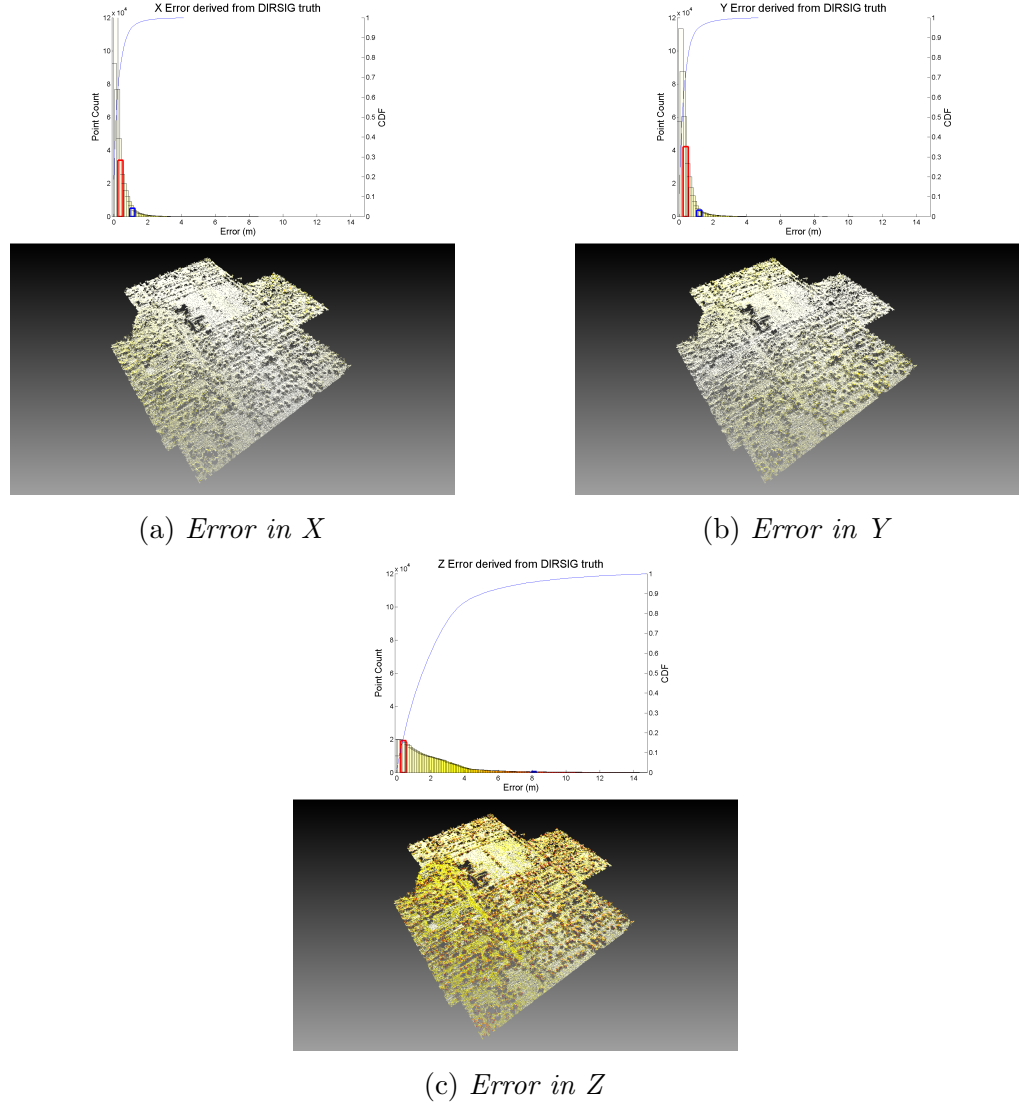 X Error derived from DIRSIG truth
x 10⁴
12
10
8
6
4
2
0
Point Count
0 2 4 6 8 10 12 14
Error (m)
1
0.9
0.8
0.7
0.6
0.5
0.4
0.3
0.2
0.1
0
CDF
(a) Error in X
Y Error derived from DIRSIG truth
x 10⁴
12
10
8
6
4
2
0
Point Count
0 2 4 6 8 10 12 14
Error (m)
1
0.9
0.8
0.7
0.6
0.5
0.4
0.3
0.2
0.1
0
CDF
(b) Error in Y
Z Error derived from DIRSIG truth
x 10⁴
12
10
8
6
4
2
0
Point Count
0 2 4 6 8 10 12 14
Error (m)
1
0.9
0.8
0.7
0.6
0.5
0.4
0.3
0.2
0.1
0
CDF
(c) Error in Z